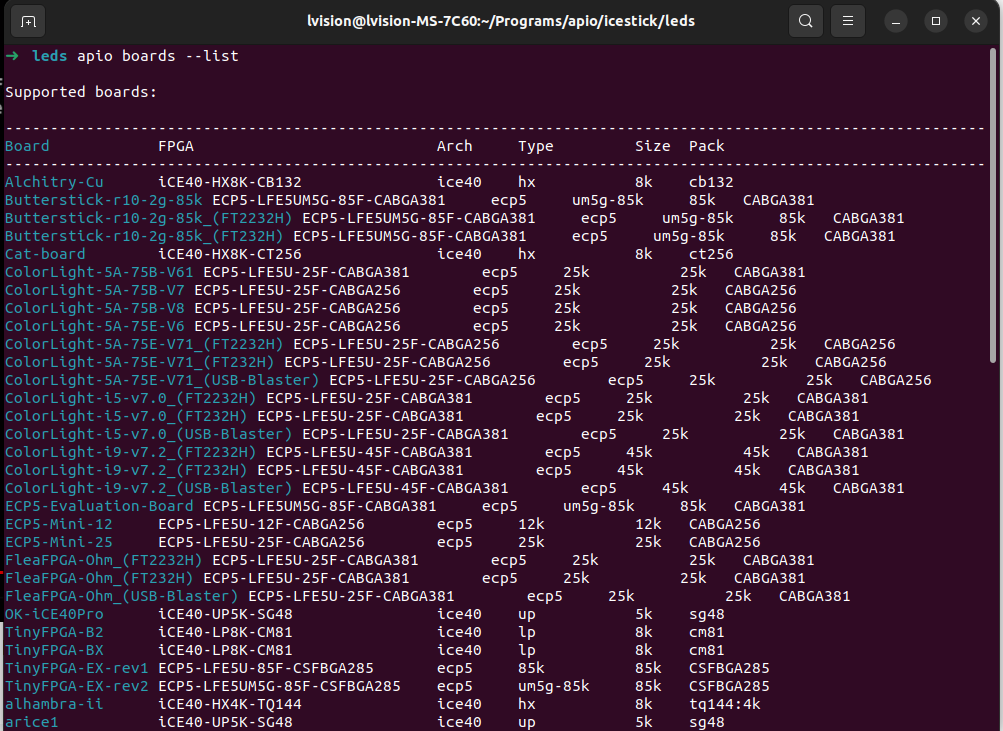 lvision@lvision-MS-7C60:~/Programs/apio/icestick/leds
→ leds apio boards --list
Supported boards:
Board FPGA Arch Type Size Pack
Alchitry-Cu iCE40-HX8K-CB132 ice40 hx 8k cb132
Butterstick-r10-2g-85k ECP5-LFE5UM5G-85F-CABGA381 ecp5 um5g-85k 85k CABGA381
Butterstick-r10-2g-85k_(FT2232H) ECP5-LFE5UM5G-85F-CABGA381 ecp5 um5g-85k 85k CABGA381
Butterstick-r10-2g-85k_(FT232H) ECP5-LFE5UM5G-85F-CABGA381 ecp5 um5g-85k 85k CABGA381
Cat-board iCE40-HX8K-CT256 ice40 hx 8k ct256
ColorLight-5A-75B-V61 ECP5-LFE5U-25F-CABGA381 ecp5 25k 25k CABGA381
ColorLight-5A-75B-V7 ECP5-LFE5U-25F-CABGA256 ecp5 25k 25k CABGA256
ColorLight-5A-75B-V8 ECP5-LFE5U-25F-CABGA256 ecp5 25k 25k CABGA256
ColorLight-5A-75E-V6 ECP5-LFE5U-25F-CABGA256 ecp5 25k 25k CABGA256
ColorLight-5A-75E-V71_(FT2232H) ECP5-LFE5U-25F-CABGA256 ecp5 25k 25k CABGA256
ColorLight-5A-75E-V71_(FT232H) ECP5-LFE5U-25F-CABGA256 ecp5 25k 25k CABGA256
ColorLight-5A-75E-V71_(USB-Blaster) ECP5-LFE5U-25F-CABGA256 ecp5 25k 25k CABGA256
ColorLight-i5-v7.0_(FT2232H) ECP5-LFE5U-25F-CABGA381 ecp5 25k 25k CABGA381
ColorLight-i5-v7.0_(FT232H) ECP5-LFE5U-25F-CABGA381 ecp5 25k 25k CABGA381
ColorLight-i5-v7.0_(USB-Blaster) ECP5-LFE5U-25F-CABGA381 ecp5 25k 25k CABGA381
ColorLight-i9-v7.2_(FT2232H) ECP5-LFE5U-45F-CABGA381 ecp5 45k 45k CABGA381
ColorLight-i9-v7.2_(FT232H) ECP5-LFE5U-45F-CABGA381 ecp5 45k 45k CABGA381
ColorLight-i9-v7.2_(USB-Blaster) ECP5-LFE5U-45F-CABGA381 ecp5 45k 45k CABGA381
ECP5-Evaluation-Board ECP5-LFE5UM5G-85F-CABGA381 ecp5 um5g-85k 85k CABGA381
ECP5-Mini-12 ECP5-LFE5U-12F-CABGA256 ecp5 12k 12k CABGA256
ECP5-Mini-25 ECP5-LFE5U-25F-CABGA256 ecp5 25k 25k CABGA256
FleaFPGA-Ohm_(FT2232H) ECP5-LFE5U-25F-CABGA381 ecp5 25k 25k CABGA381
FleaFPGA-Ohm_(FT232H) ECP5-LFE5U-25F-CABGA381 ecp5 25k 25k CABGA381
FleaFPGA-Ohm_(USB-Blaster) ECP5-LFE5U-25F-CABGA381 ecp5 25k 25k CABGA381
OK-iCE40Pro iCE40-UP5K-SG48 ice40 up 5k sg48
TinyFPGA-B2 iCE40-LP8K-CM81 ice40 lp 8k cm81
TinyFPGA-BX iCE40-LP8K-CM81 ice40 lp 8k cm81
TinyFPGA-EX-rev1 ECP5-LFE5U-85F-CSFBGA285 ecp5 85k 85k CSFBGA285
TinyFPGA-EX-rev2 ECP5-LFE5UM5G-85F-CSFBGA285 ecp5 um5g-85k 85k CSFBGA285
alhambra-ii iCE40-HX4K-TQ144 ice40 hx 8k tq144:4k
arice1 iCE40-UP5K-SG48 ice40 up 5k sg48